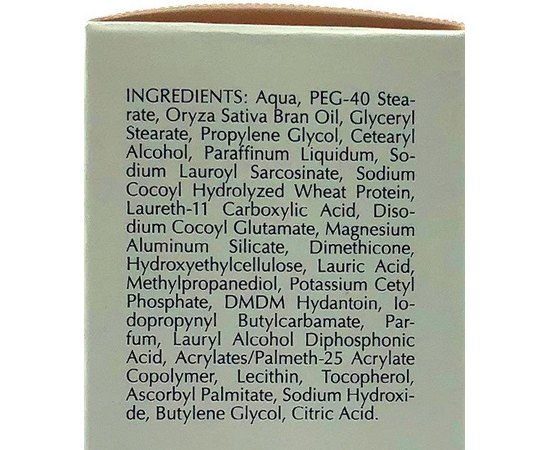 INGREDIENTS: Aqua, PEG-40 Stea-
rate, Oryza Sativa Bran Oil, Glyceryl
Stearate, Propylene Glycol, Cetearyl
Alcohol, Paraffinum Liquidum, So-
dium Lauroyl Sarcosinate, Sodium
Cocoyl Hydrolyzed Wheat Protein,
Laureth-11 Carboxylic Acid, Diso-
dium Cocoyl Glutamate, Magnesium
Aluminum Silicate, Dimethicone,
Hydroxyethylcellulose, Lauric Acid,
Methylpropanediol, Potassium Cetyl
Phosphate, DMDM Hydantoin, Io-
dopropynyl Butylcarbamate, Par-
fum, Lauryl Alcohol Diphosphonic
Acid, Acrylates/Palmeth-25 Acrylate
Copolymer, Lecithin, Tocopherol,
Ascorbyl Palmitate, Sodium Hydroxi-
de, Butylene Glycol, Citric Acid.